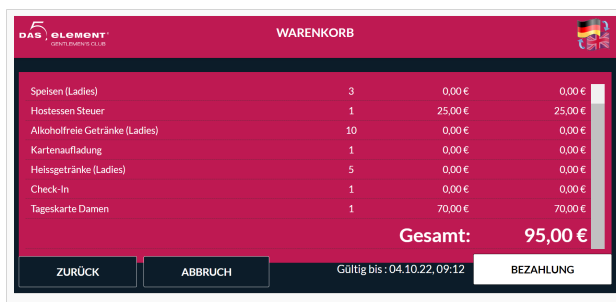 DAS 5. ELEMENT
GENTLEMEN'S CLUB
WARENKORB
Speisen (Ladies) 3 0,00 € 0,00 €
Hostessen Steuer 1 25,00 € 25,00 €
Alkoholfreie Getränke (Ladies) 10 0,00 € 0,00 €
Kartenaufladung 1 0,00 € 0,00 €
Heissgetränke (Ladies) 5 0,00 € 0,00 €
Check-In 1 0,00 € 0,00 €
Tageskarte Damen 1 70,00 € 70,00 €
Gesamt: 95,00 €
ZURÜCK ABBRUCH Gültig bis : 04.10.22, 09:12 BEZAHLUNG